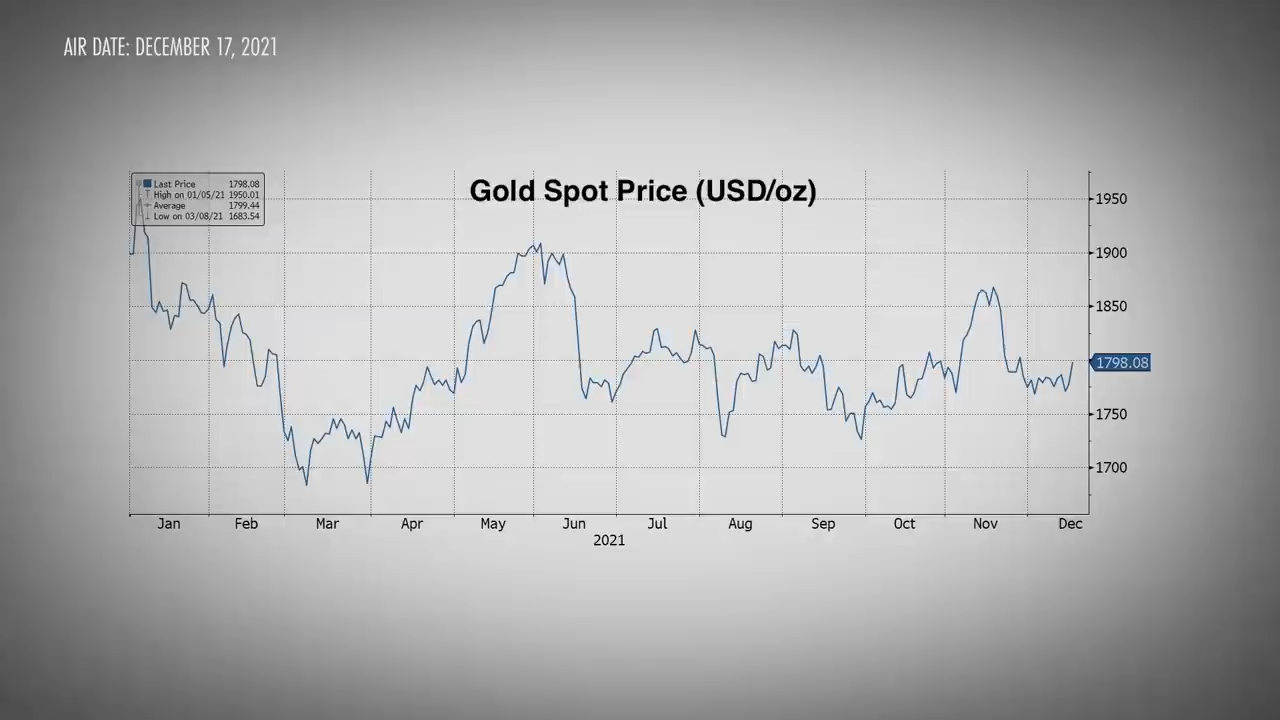 AIR DATE: DECEMBER 17, 2021
Gold Spot Price (USD/oz)
Last Price 1798.08
High on 01/05/21 1950.01
Average 1799.44
Low on 03/08/21 1683.54
1950
1900
1850
1798.08
1750
1700
Jan Feb Mar Apr May Jun Jul Aug Sep Oct Nov Dec
2021